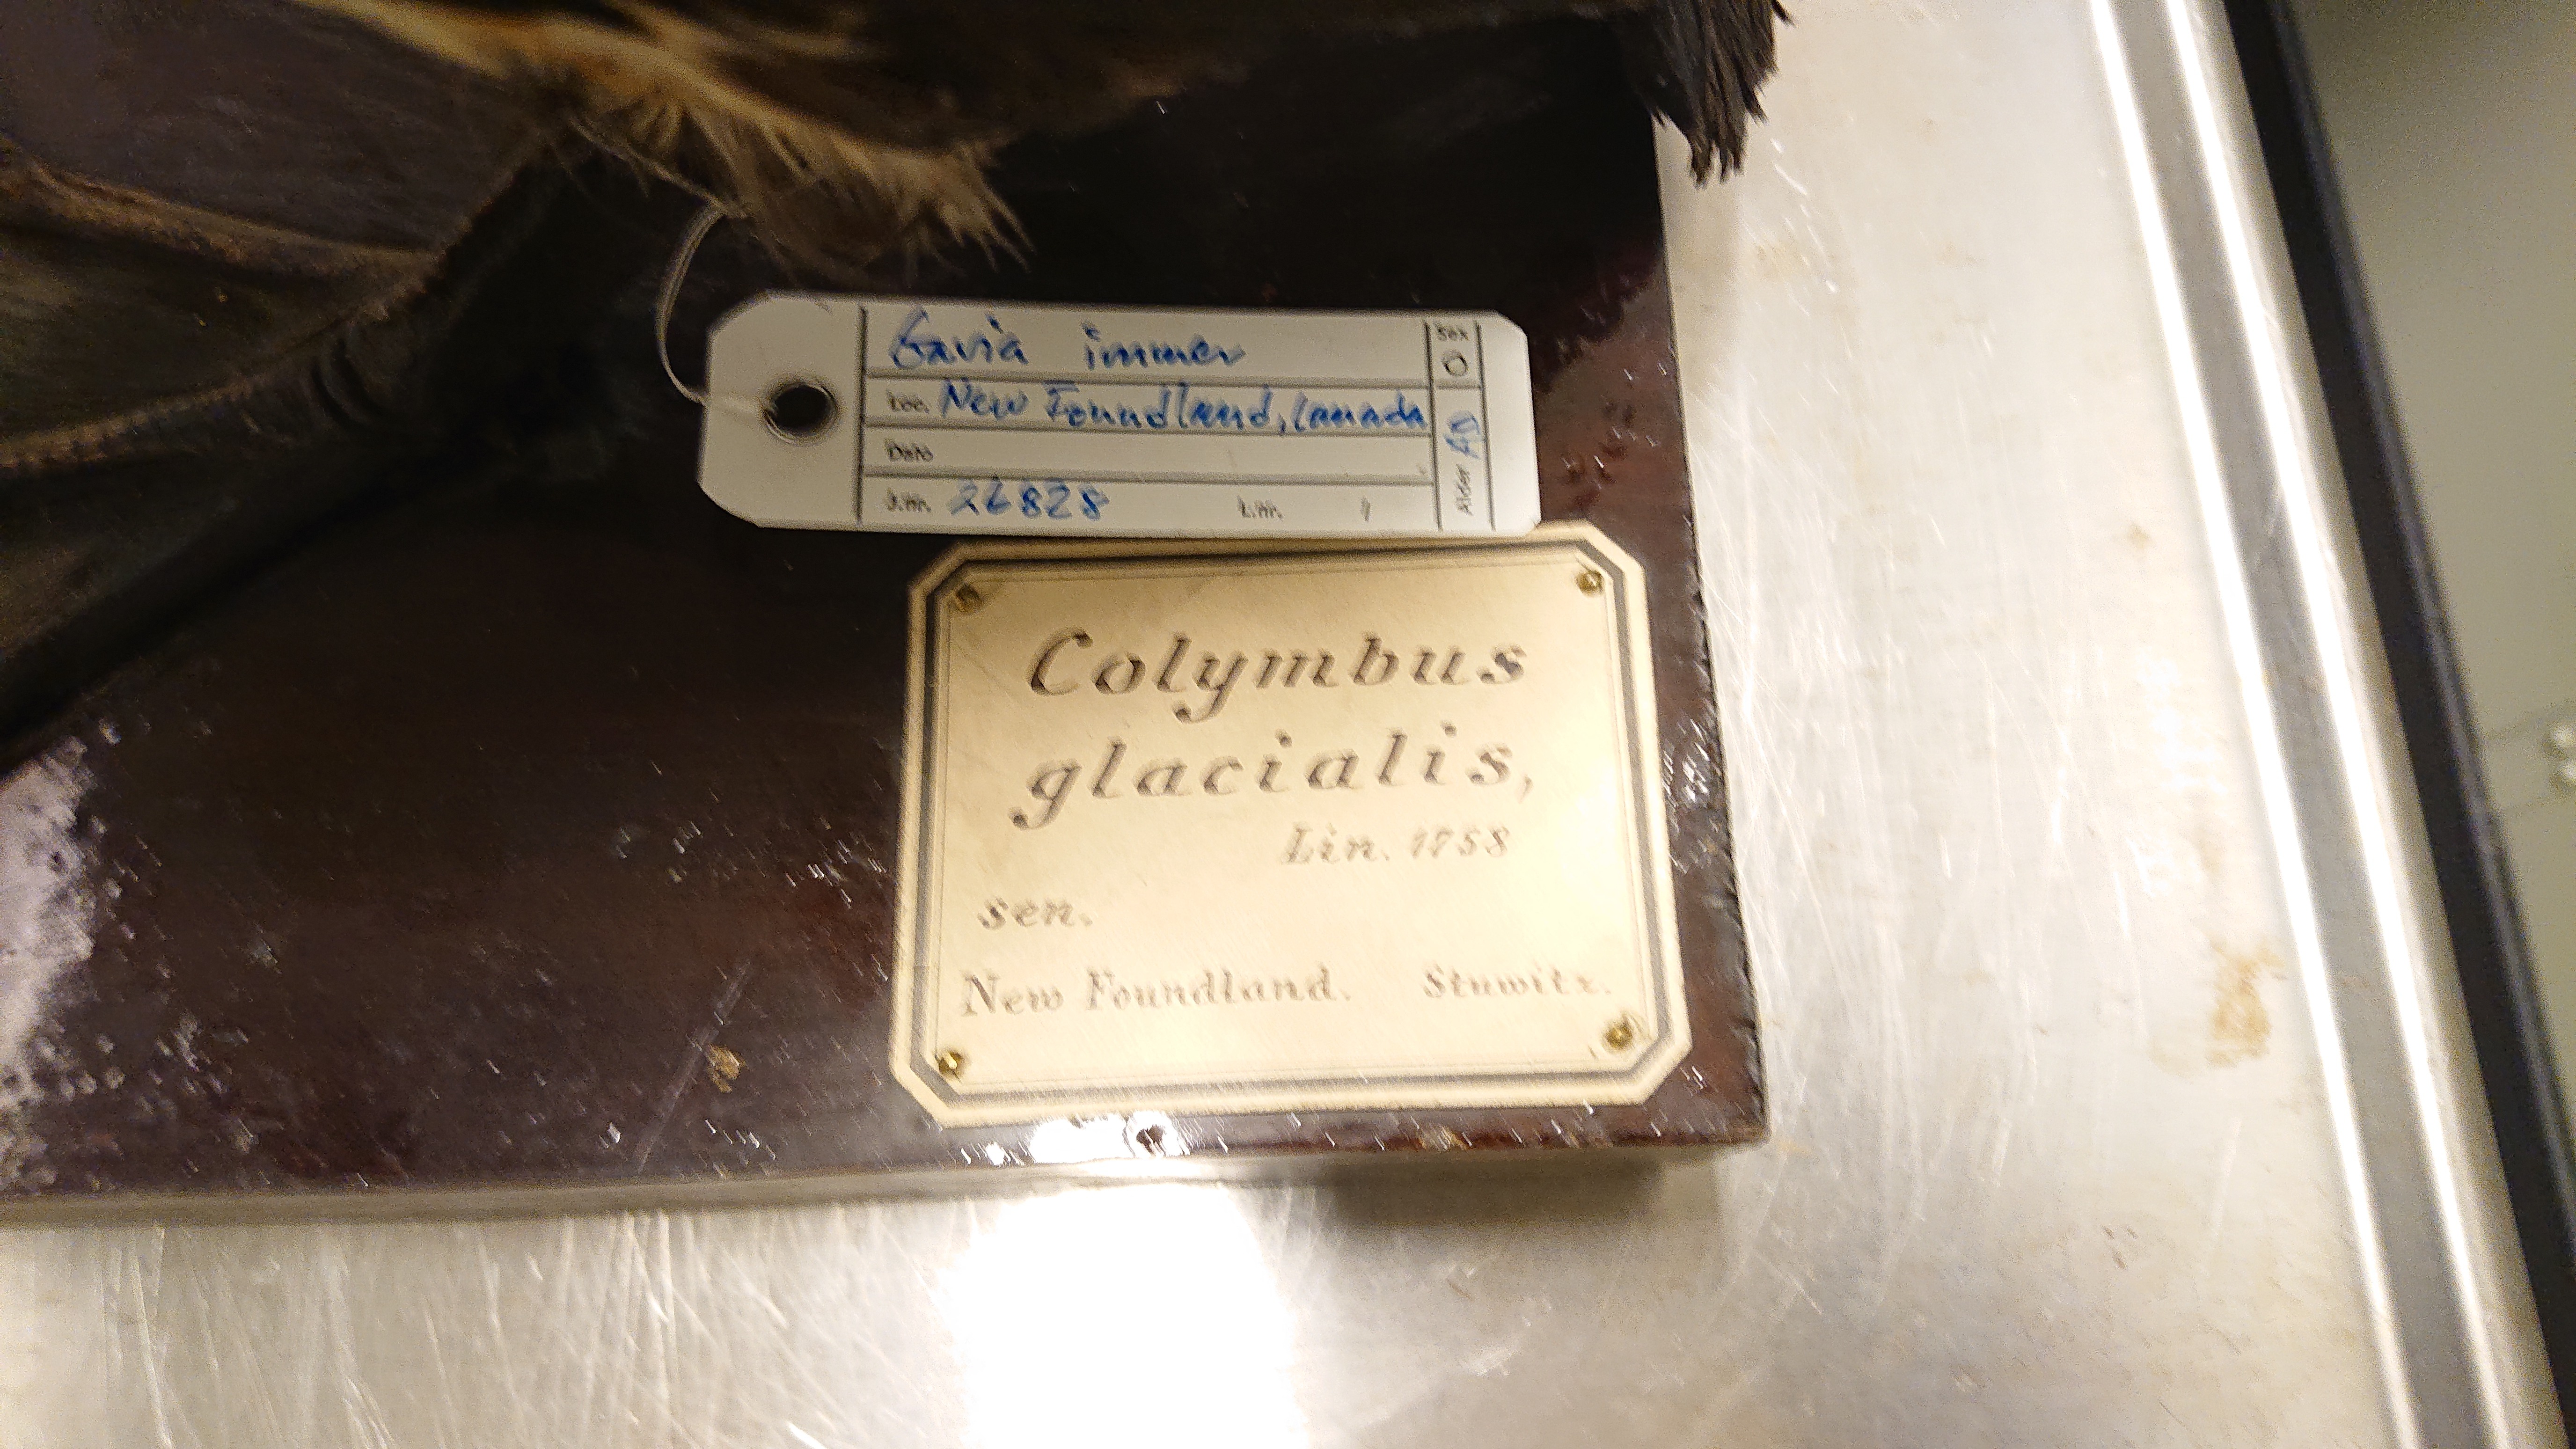 Gavia immer
Sex O
Loc. New Foundland, Canada
Dato
Alder AD
J.nr. 26828 L.nr. /
Colymbus
glacialis,
Lin. 1758
sen.
New Foundland. Stuwitz.